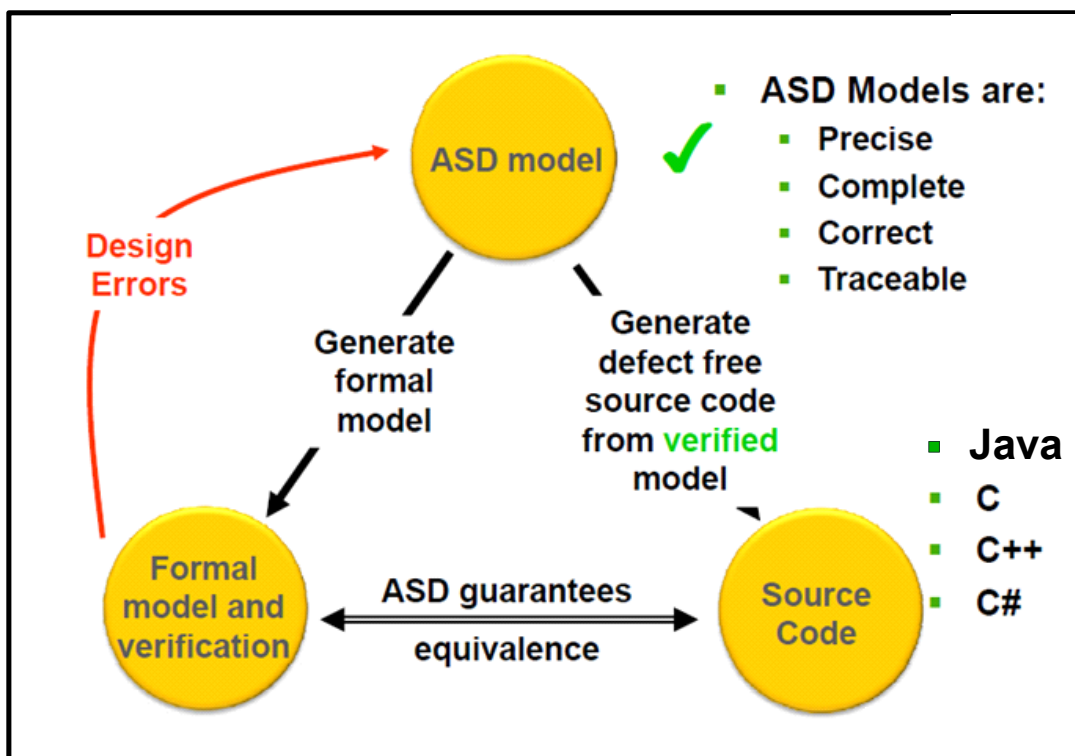 ASD model
ASD Models are:
Precise
Complete
Correct
Traceable
Design
Errors
Generate
formal
model
Generate
defect free
source code
from verified
model
Java
C
C++
C#
Formal
model and
verification
ASD guarantees
equivalence
Source
Code